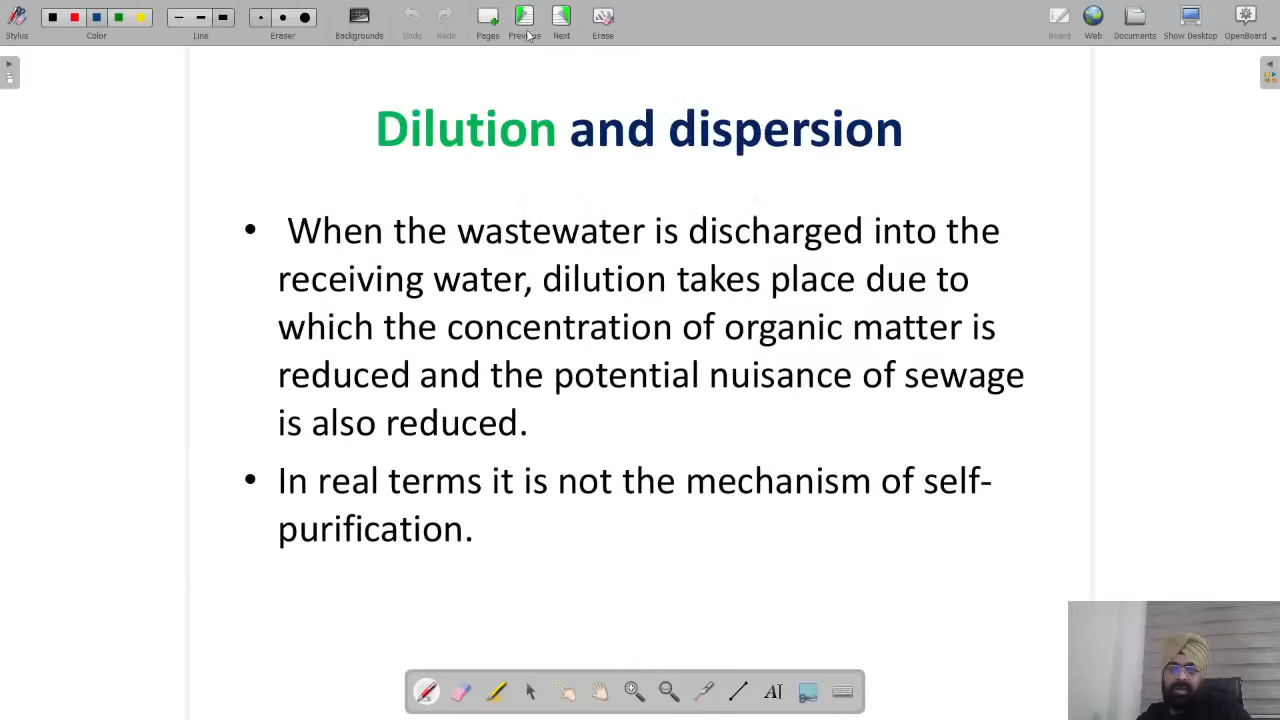 Stylus
Color
Line
Eraser
Backgrounds
Undo
Redo
Pages
Previous
Next
Erase
Board
Web
Documents
Show Desktop
OpenBoard
Dilution and dispersion
• When the wastewater is discharged into the
receiving water, dilution takes place due to
which the concentration of organic matter is
reduced and the potential nuisance of sewage
is also reduced.
• In real terms it is not the mechanism of self-
purification.
AI